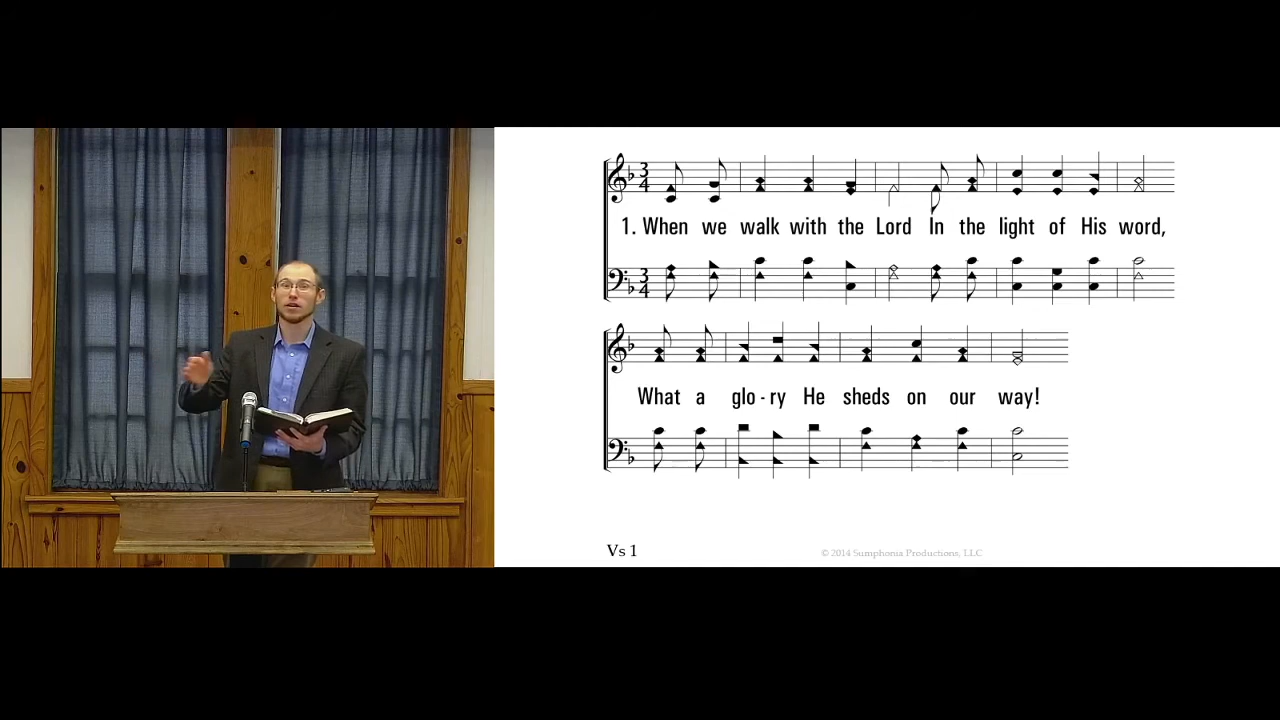 1. When we walk with the Lord In the light of His word,
What a glo - ry He sheds on our way!
Vs 1
© 2014 Sumphonia Productions, LLC